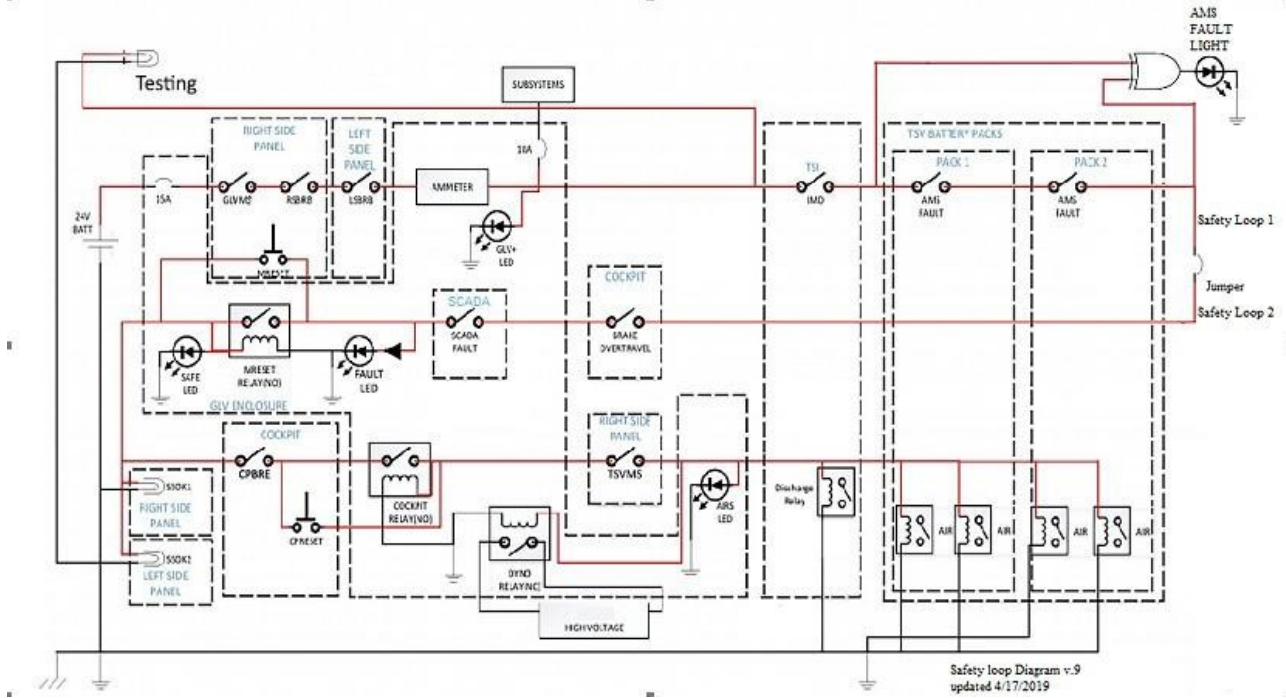 AMS
FAULT
LIGHT
Testing
SUBSYSTEMS
RIGHT SIDE
PANEL
LEFT
SIDE
PANEL
TSV BATTERY PACKS
TSI
PACK 1
PACK 2
15A
GLVMS
RSBRB
LSBRB
AMMETER
IMD
AMS
FAULT
AMS
FAULT
24V
BATT
Safety Loop 1
GLV+
LED
MRESET
COCKPIT
Jumper
SCADA
Safety Loop 2
SCADA
FAULT
BRAKE
OVERTRAVEL
SAFE
LED
MRESET
RELAY(NO)
FAULT
LED
GLV ENCLOSURE
COCKPIT
RIGHT SIDE
PANEL
CPBRE
TSVMS
SSOK1
RIGHT SIDE
PANEL
COCKPIT
RELAY(NO)
AIRS
LED
Discharge
Relay
CPRESET
AIR
AIR
AIR
AIR
SSOK2
LEFT SIDE
PANEL
DYNO
RELAY(NC)
HIGH VOLTAGE
Safety loop Diagram v.9
updated 4/17/2019